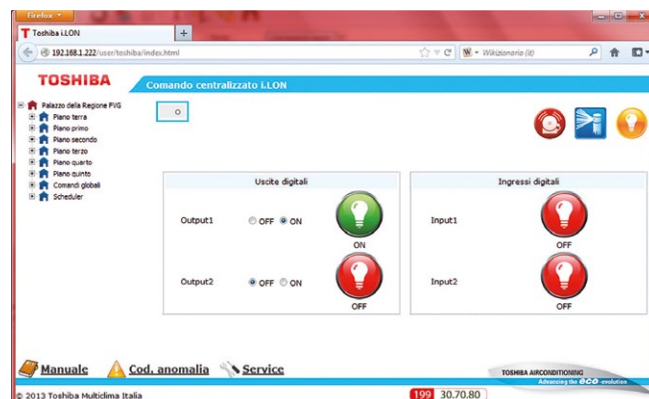 Firefox
Toshiba i.LON
192.168.1.222/user/toshiba/index.html
Wikizionario (it)
TOSHIBA
Comando centralizzato i.LON
Palazzo della Regione FVG
Piano terra
Piano primo
Piano secondo
Piano terzo
Piano quarto
Piano quinto
Comandi globali
Scheduler
Uscite digitali
Output1 OFF ON
ON
Output2 OFF ON
OFF
Ingressi digitali
Input1
OFF
Input2
OFF
Manuale
Cod. anomalia
Service
TOSHIBA AIRCONDITIONING
Advancing the eco-evolution
© 2013 Toshiba Multiclima Italia
199 30.70.80